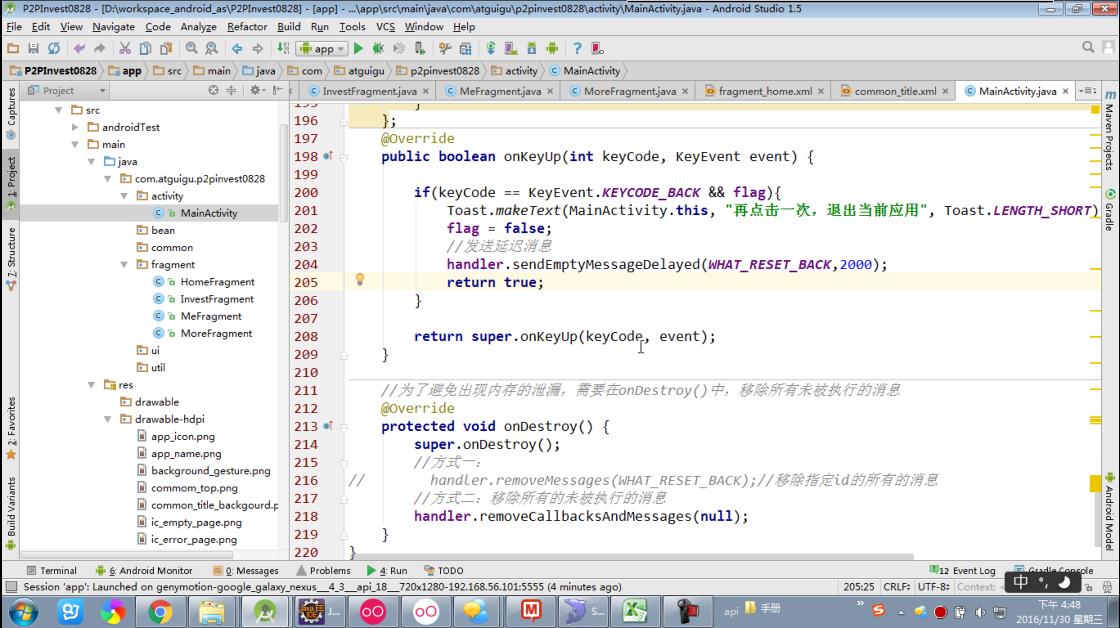 P2PInvest0828 - [D:\workspace_android_as\P2PInvest0828] - [app] - ...\app\src\main\java\com\atguigu\p2pinvest0828\activity\MainActivity.java - Android Studio 1.5
File Edit View Navigate Code Analyze Refactor Build Run Tools VCS Window Help
app
P2PInvest0828 app src main java com atguigu p2pinvest0828 activity MainActivity
Project
InvestFragment.java MeFragment.java MoreFragment.java fragment_home.xml common_title.xml MainActivity.java
Captures
1: Project
7: Structure
2: Favorites
Build Variants
src
androidTest
main
java
com.atguigu.p2pinvest0828
activity
MainActivity
bean
common
fragment
HomeFragment
InvestFragment
MeFragment
MoreFragment
ui
util
res
drawable
drawable-hdpi
app_icon.png
app_name.png
background_gesture.png
commom_top.png
common_title_backgourd.p
ic_empty_page.png
ic_error_page.png
195 }
196 };
197 @Override
198 public boolean onKeyUp(int keyCode, KeyEvent event) {
199
200 if(keyCode == KeyEvent.KEYCODE_BACK && flag){
201 Toast.makeText(MainActivity.this, "再点击一次，退出当前应用", Toast.LENGTH_SHORT)
202 flag = false;
203 //发送延迟消息
204 handler.sendEmptyMessageDelayed(WHAT_RESET_BACK,2000);
205 return true;
206 }
207
208 return super.onKeyUp(keyCode, event);
209 }
210
211 //为了避免出现内存的泄漏，需要在onDestroy()中，移除所有未被执行的消息
212 @Override
213 protected void onDestroy() {
214 super.onDestroy();
215 //方式一：
216 // handler.removeMessages(WHAT_RESET_BACK);//移除指定id的所有的消息
217 //方式二：移除所有的未被执行的消息
218 handler.removeCallbacksAndMessages(null);
219 }
220 }
Maven Projects
Gradle
Android Model
Terminal 6: Android Monitor 0: Messages Problems 4: Run TODO 12 Event Log Gradle Console
Session 'app': Launched on genymotion-google_galaxy_nexus__4_3__api_18__720x1280-192.168.56.101:5555 (4 minutes ago) 205:25 CRLF÷ UTF-8÷ Context:
中
api 手册
下午 4:48
2016/11/30 星期三